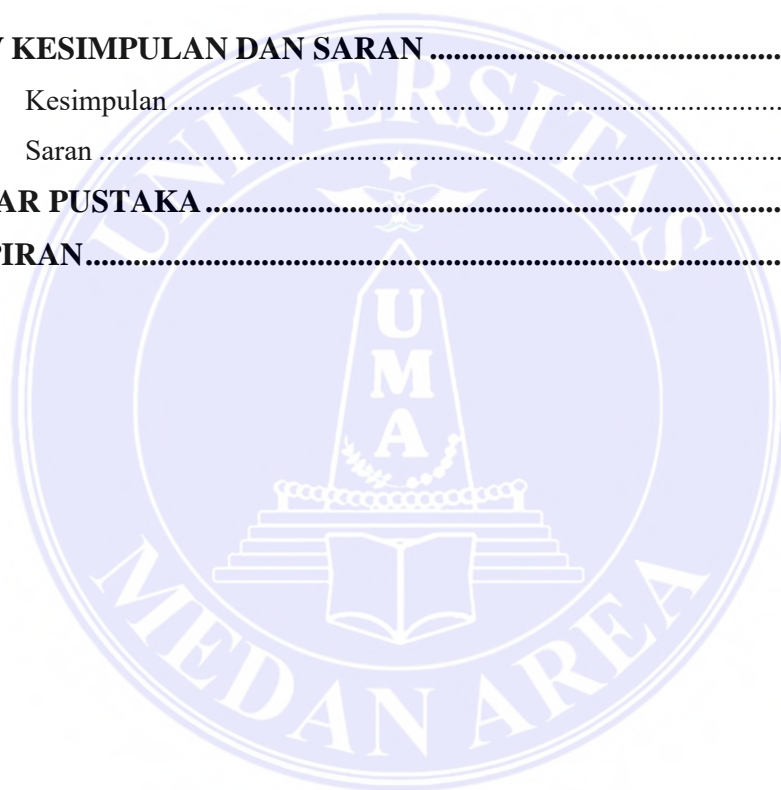 KESIMPULAN DAN SARAN ..............................................
Kesimpulan ....................................................................................
Saran ...............................................................................................
AR PUSTAKA ...........................................................................
PIRAN.........................................................................................
UNIVERSITAS
U
M
A
MEDAN AREA